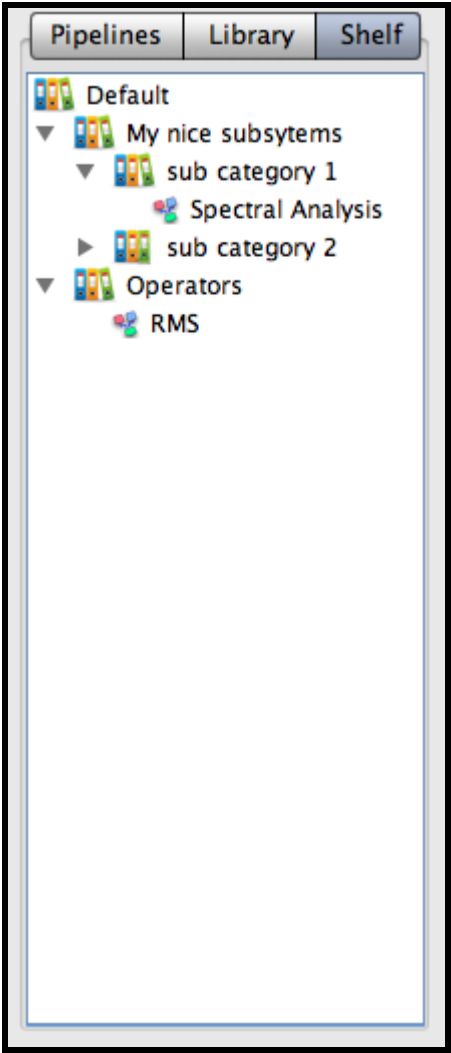 Pipelines Library Shelf
Default
My nice subsytems
sub category 1
Spectral Analysis
sub category 2
Operators
RMS